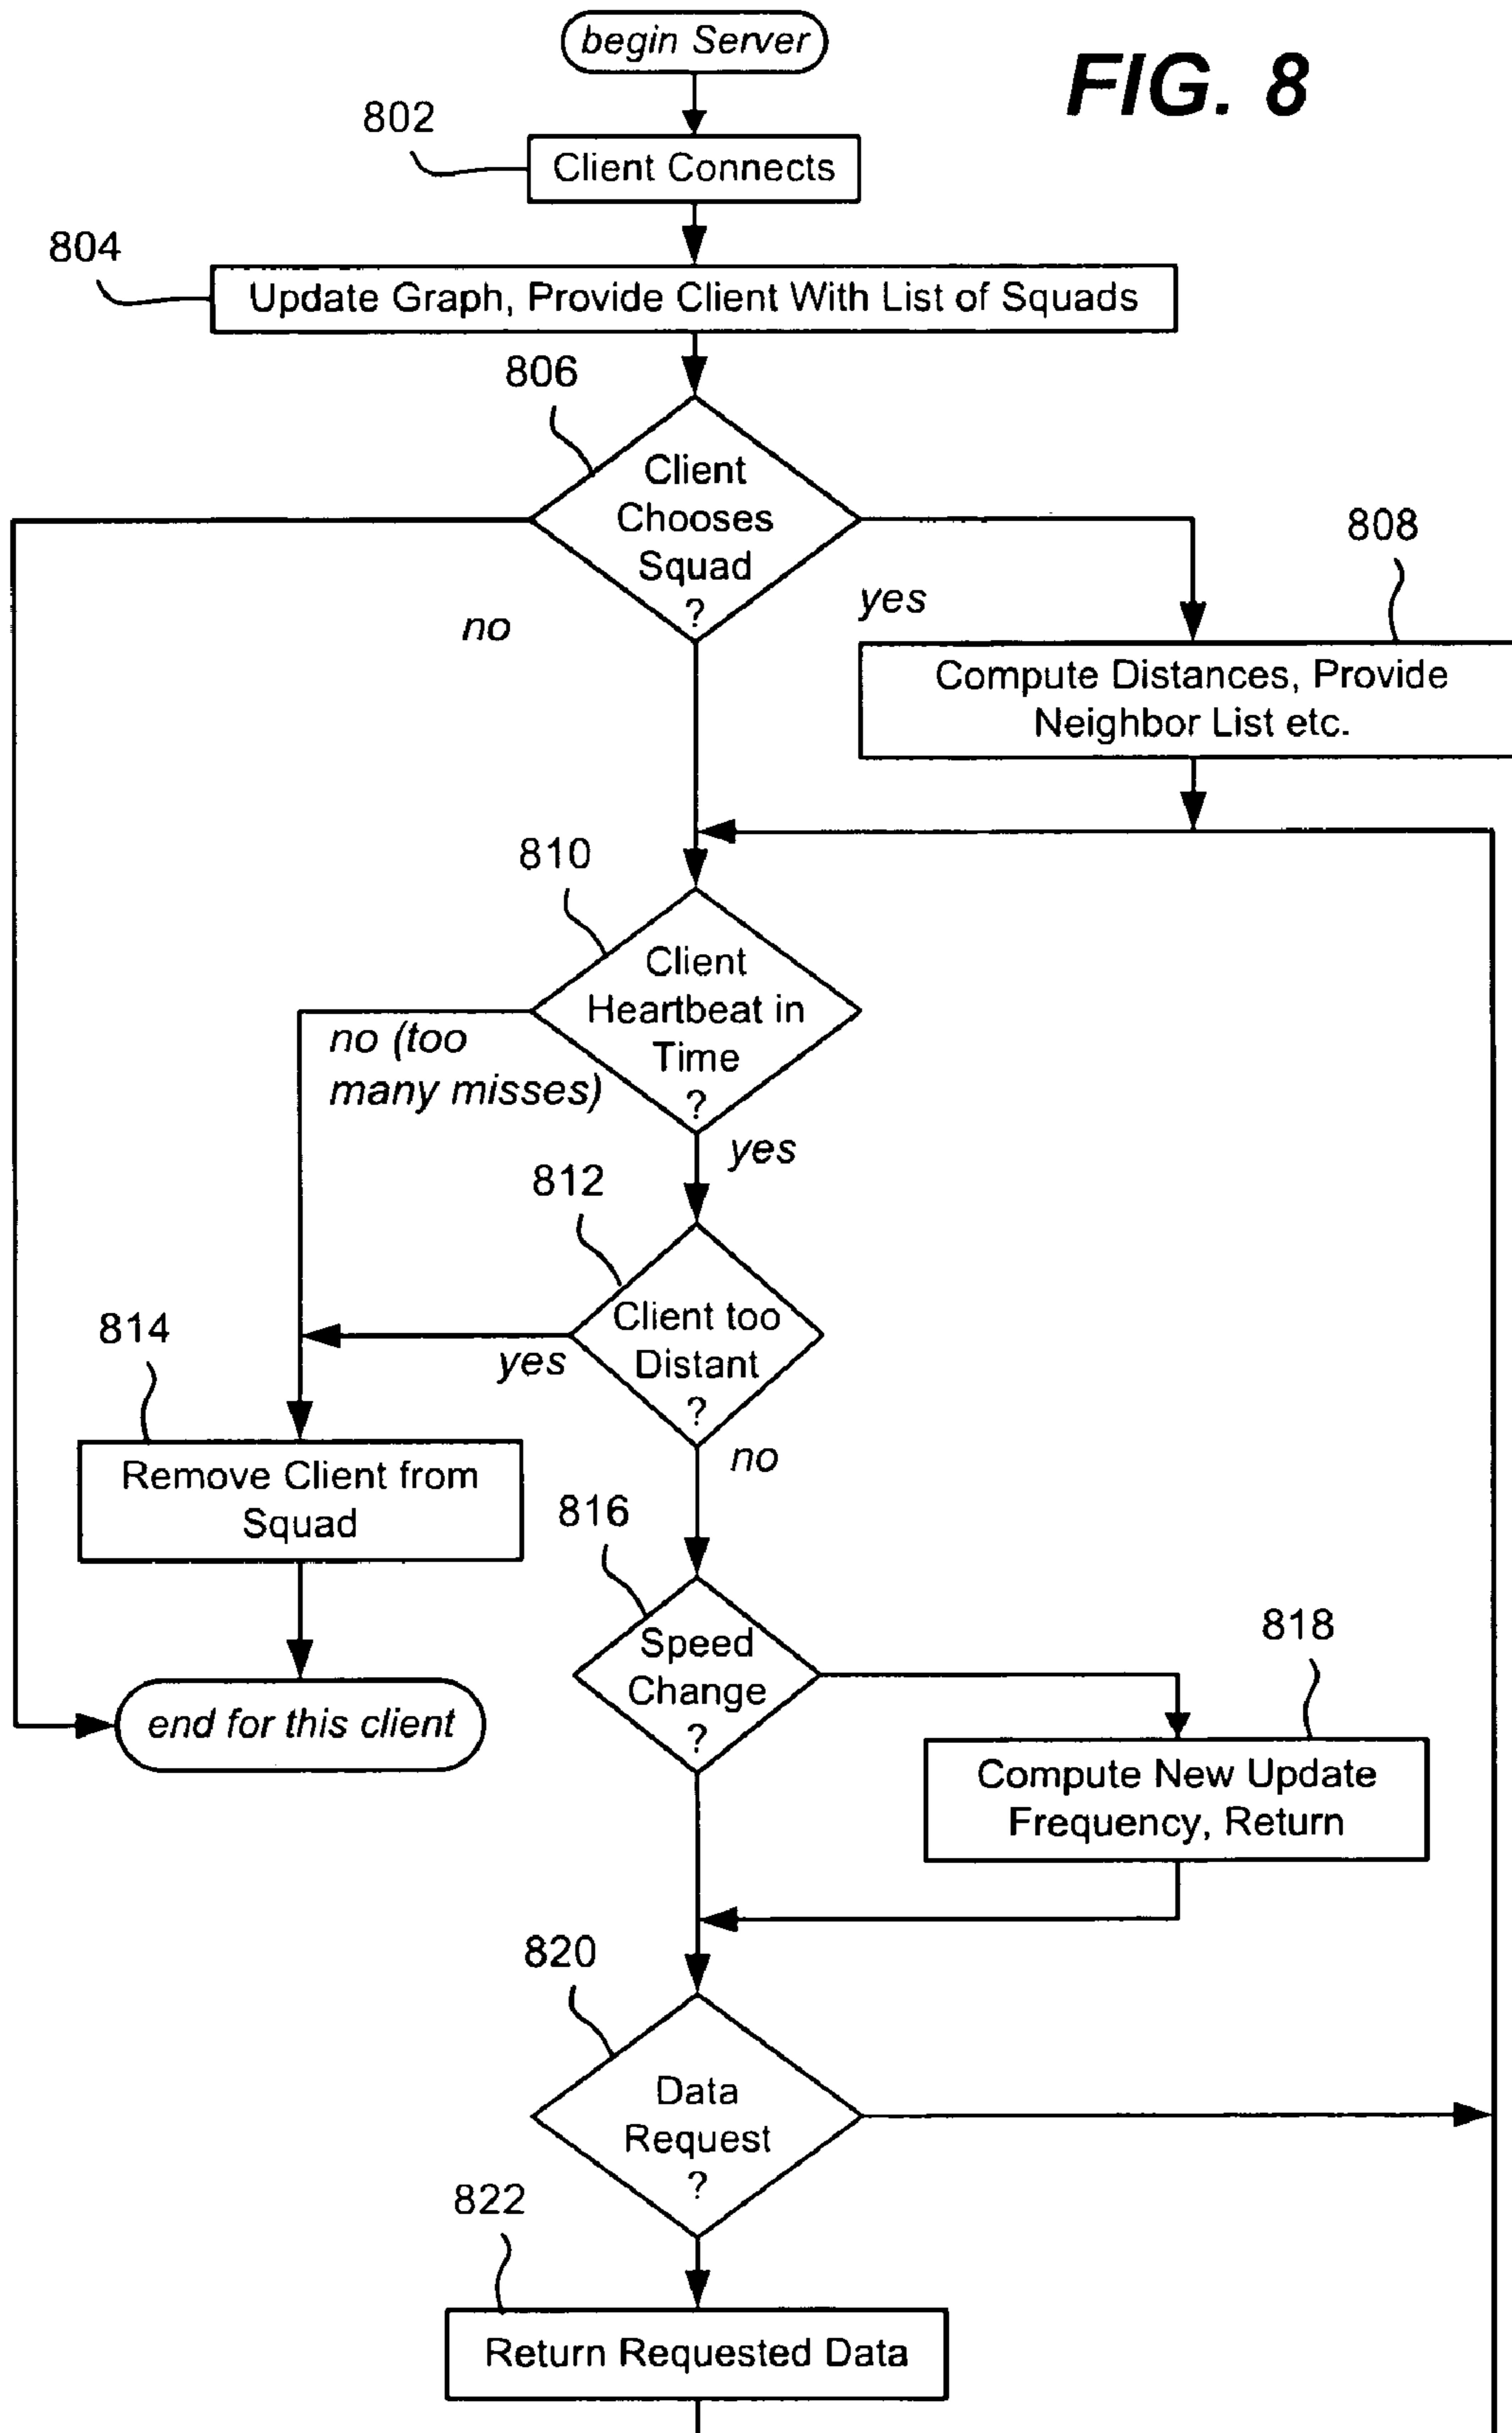 begin Server
FIG. 8
802
Client Connects
804
Update Graph, Provide Client With List of Squads
806
Client
Chooses
Squad
?
no
yes
808
Compute Distances, Provide
Neighbor List etc.
810
Client
Heartbeat in
Time
?
no (too
many misses)
yes
812
Client too
Distant
?
yes
no
814
Remove Client from
Squad
816
Speed
Change
?
818
Compute New Update
Frequency, Return
end for this client
820
Data
Request
?
822
Return Requested Data